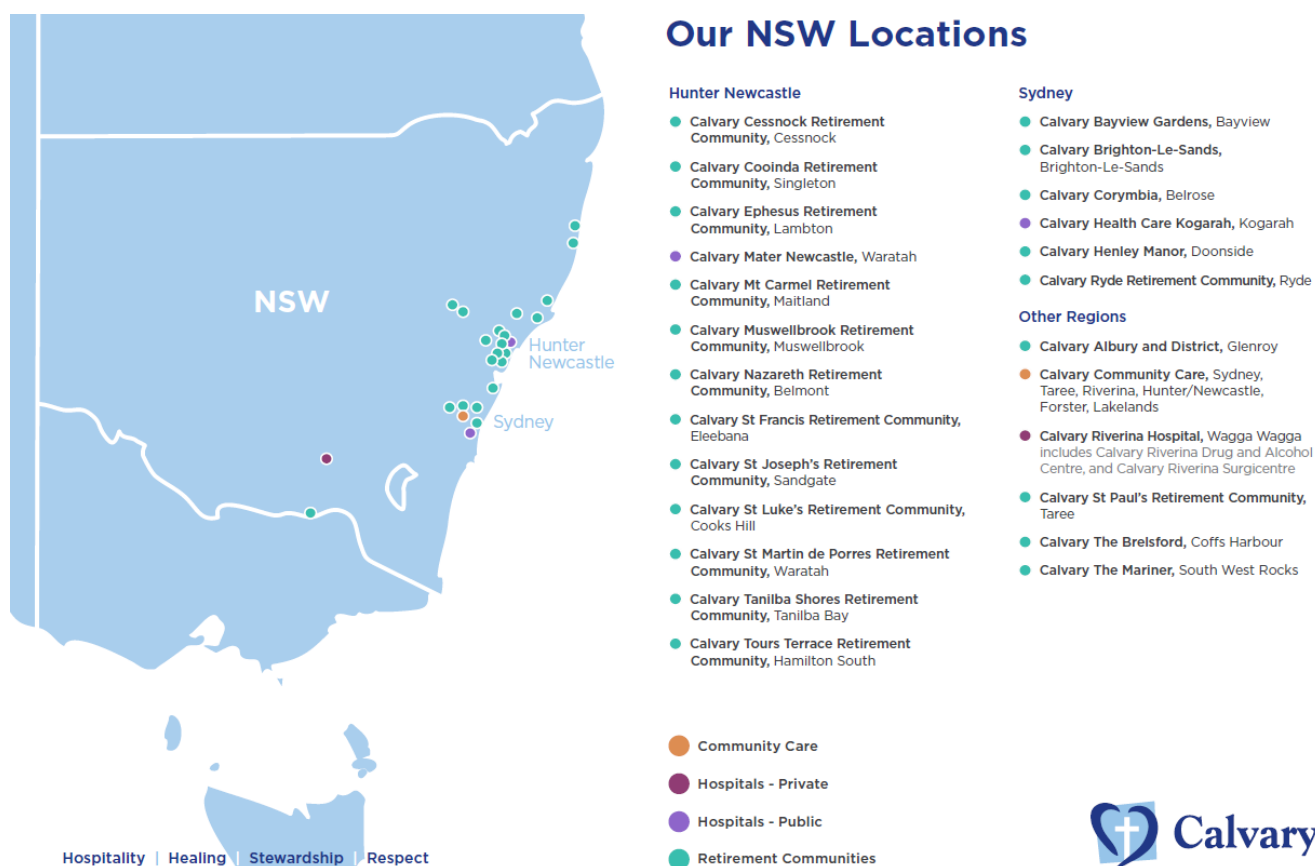 Our NSW Locations
NSW
Hunter
Newcastle
Sydney
Hunter Newcastle
Calvary Cessnock Retirement
Community, Cessnock
Calvary Cooinda Retirement
Community, Singleton
Calvary Ephesus Retirement
Community, Lambton
Calvary Mater Newcastle, Waratah
Calvary Mt Carmel Retirement
Community, Maitland
Calvary Muswellbrook Retirement
Community, Muswellbrook
Calvary Nazareth Retirement
Community, Belmont
Calvary St Francis Retirement Community,
Eleebana
Calvary St Joseph's Retirement
Community, Sandgate
Calvary St Luke's Retirement Community,
Cooks Hill
Calvary St Martin de Porres Retirement
Community, Waratah
Calvary Tanilba Shores Retirement
Community, Tanilba Bay
Calvary Tours Terrace Retirement
Community, Hamilton South
Sydney
Calvary Bayview Gardens, Bayview
Calvary Brighton-Le-Sands,
Brighton-Le-Sands
Calvary Corymbia, Belrose
Calvary Health Care Kogarah, Kogarah
Calvary Henley Manor, Doonside
Calvary Ryde Retirement Community, Ryde
Other Regions
Calvary Albury and District, Glenroy
Calvary Community Care, Sydney,
Taree, Riverina, Hunter/Newcastle,
Forster, Lakelands
Calvary Riverina Hospital, Wagga Wagga
includes Calvary Riverina Drug and Alcohol
Centre, and Calvary Riverina Surgicentre
Calvary St Paul's Retirement Community,
Taree
Calvary The Brelsford, Coffs Harbour
Calvary The Mariner, South West Rocks
Community Care
Hospitals - Private
Hospitals - Public
Retirement Communities
Hospitality | Healing | Stewardship | Respect
Calvary